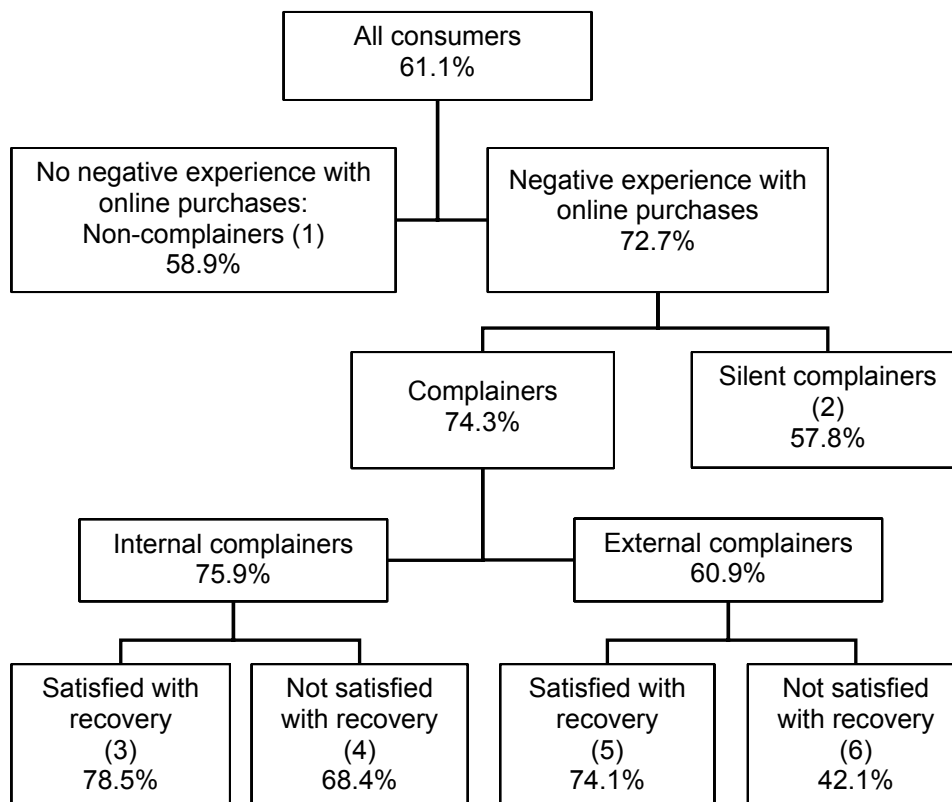 All consumers
61.1%
No negative experience with
online purchases:
Non-complainers (1)
58.9%
Negative experience with
online purchases
72.7%
Complainers
74.3%
Silent complainers
(2)
57.8%
Internal complainers
75.9%
External complainers
60.9%
Satisfied with
recovery
(3)
78.5%
Not satisfied
with recovery
(4)
68.4%
Satisfied with
recovery
(5)
74.1%
Not satisfied
with recovery
(6)
42.1%